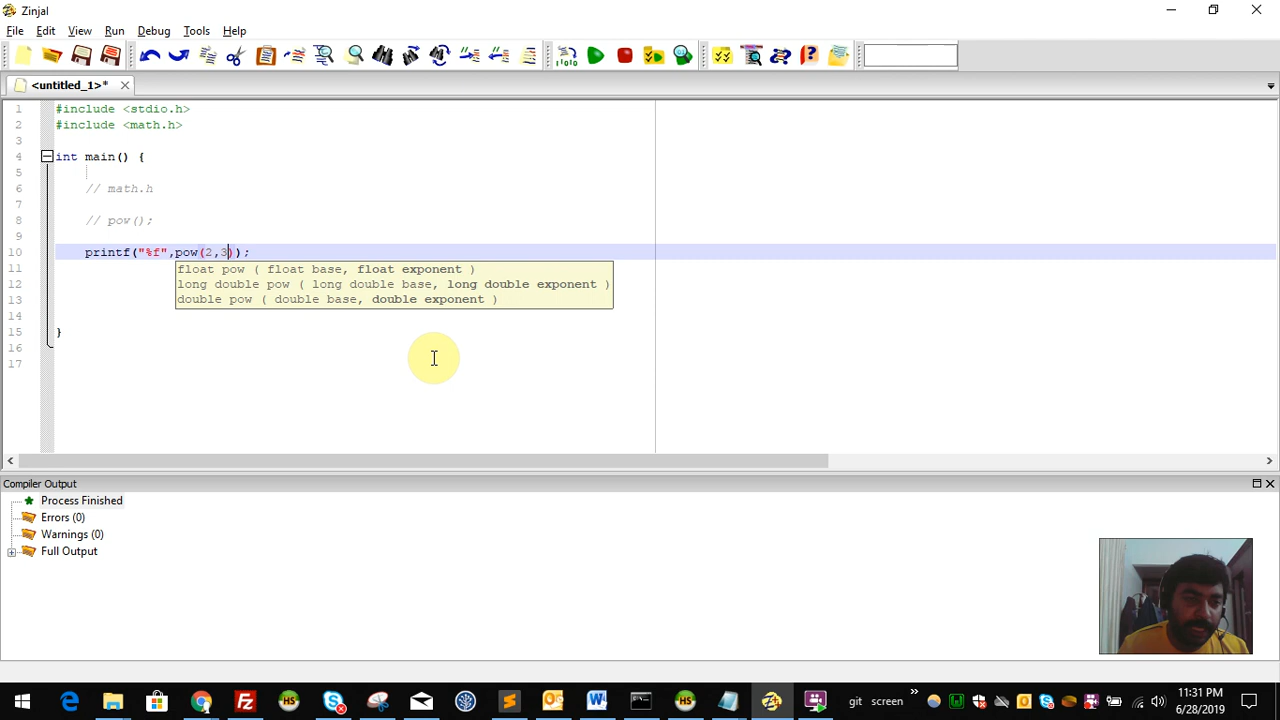 Zinjal
File Edit View Run Debug Tools Help
<untitled_1>*
1 #include <stdio.h>
2 #include <math.h>
3
4 int main() {
5
6 // math.h
7
8 // pow();
9
10 printf("%f",pow(2,3));
11 float pow ( float base, float exponent )
12 long double pow ( long double base, long double exponent )
13 double pow ( double base, double exponent )
14
15 }
16
17
Compiler Output
Process Finished
Errors (0)
Warnings (0)
Full Output
git screen
11:31 PM
6/28/2019